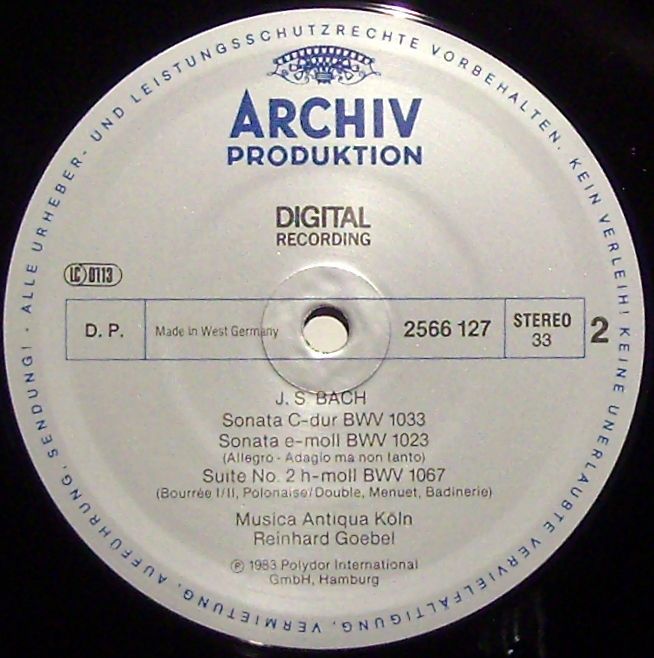 ALLE URHEBER- UND LEISTUNGSSCHUTZRECHTE VORBEHALTEN. KEIN VERLEIH! KEINE UNERLAUBTE VERVIELFÄLTIGUNG, VERMIETUNG, AUFFÜHRUNG, SENDUNG! ·
ARCHIV
PRODUKTION
DIGITAL
RECORDING
LC 0113
D. P.
Made in West Germany
2566 127
STEREO
33
2
J. S. BACH
Sonata C-dur BWV 1033
Sonata e-moll BWV 1023
(Allegro - Adagio ma non tanto)
Suite No. 2 h-moll BWV 1067
(Bourrée I/II, Polonaise/Double, Menuet, Badinerie)
Musica Antiqua Köln
Reinhard Goebel
℗ 1983 Polydor International
GmbH, Hamburg